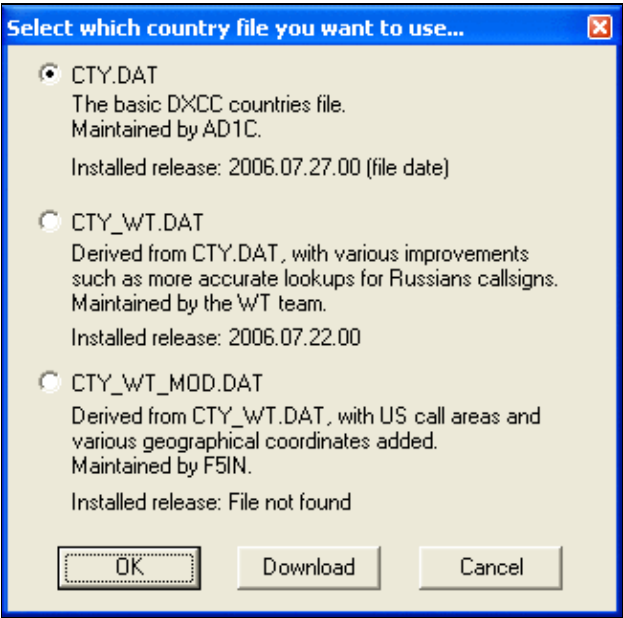 Select which country file you want to use...
CTY.DAT
The basic DXCC countries file.
Maintained by AD1C.
Installed release: 2006.07.27.00 (file date)
CTY_WT.DAT
Derived from CTY.DAT, with various improvements
such as more accurate lookups for Russians callsigns.
Maintained by the WT team.
Installed release: 2006.07.22.00
CTY_WT_MOD.DAT
Derived from CTY_WT.DAT, with US call areas and
various geographical coordinates added.
Maintained by F5IN.
Installed release: File not found
OK Download Cancel